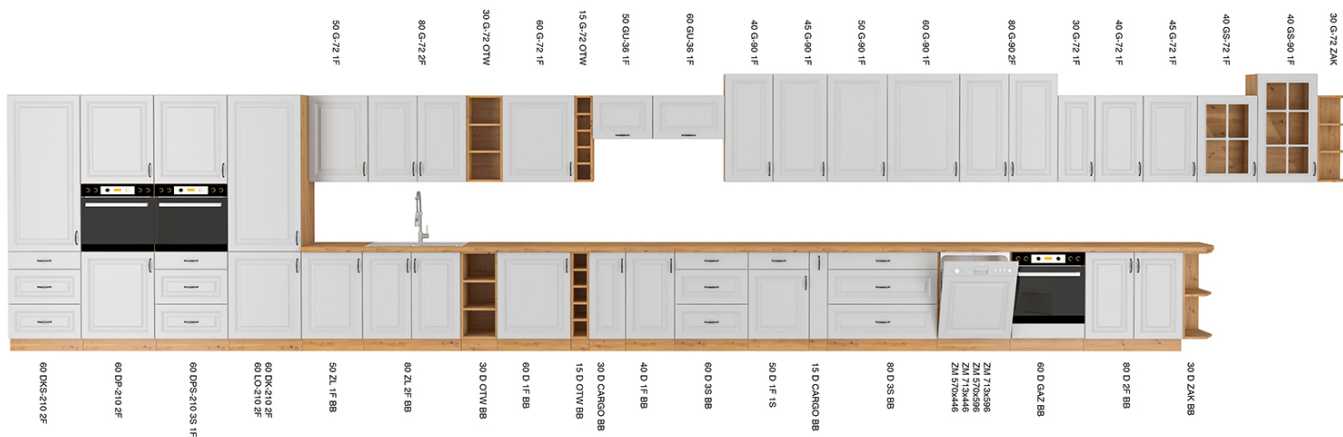 50 G-72 1F
80 G-72 2F
30 G-72 OTW
60 G-72 1F
15 G-72 OTW
50 GU-36 1F
60 GU-36 1F
40 G-90 1F
45 G-90 1F
50 G-90 1F
60 G-90 1F
80 G-90 2F
30 G-72 1F
40 G-72 1F
45 G-72 1F
40 GS-72 1F
40 GS-90 1F
30 G-72 ZAK
60 DKS-210 2F
60 DP-210 2F
60 DPS-210 3S 1F
60 DK-210 2F
60 LO-210 2F
50 ZL 1F BB
80 ZL 2F BB
30 D OTW BB
60 D 1F BB
15 D OTW BB
30 D CARGO BB
40 D 1F BB
60 D 3S BB
50 D 1F 1S
15 D CARGO BB
80 D 3S BB
ZM 713x596
ZM 570x596
ZM 713x446
ZM 570x446
60 D GAZ BB
80 D 2F BB
30 D ZAK BB